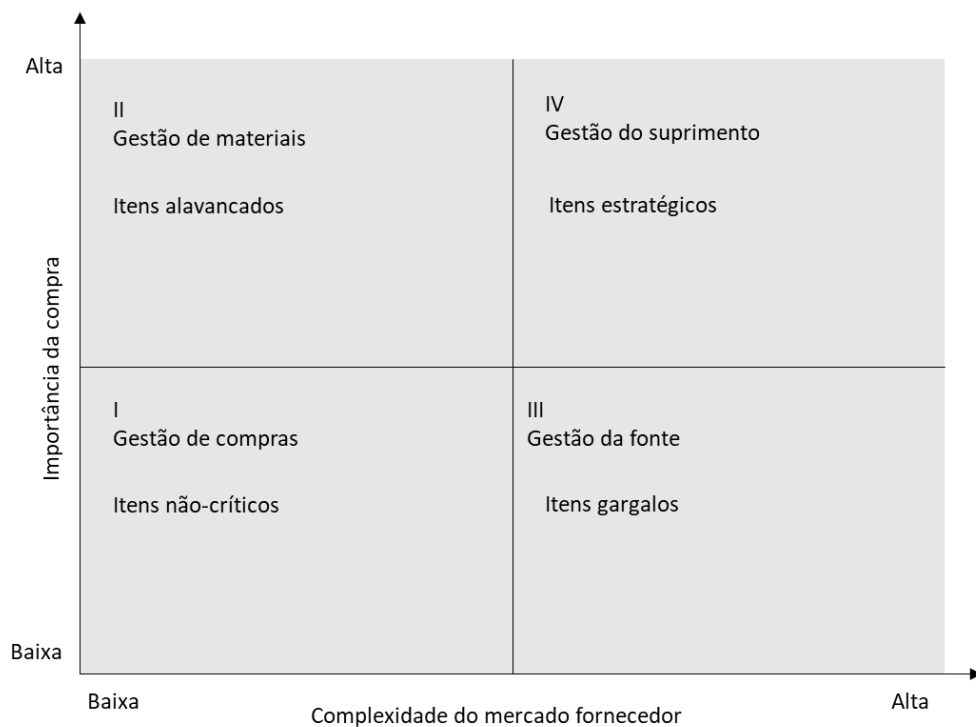 Alta
II
Gestão de materiais
Itens alavancados
IV
Gestão do suprimento
Itens estratégicos
Importância da compra
I
Gestão de compras
Itens não-críticos
III
Gestão da fonte
Itens gargalos
Baixa
Baixa
Complexidade do mercado fornecedor
Alta